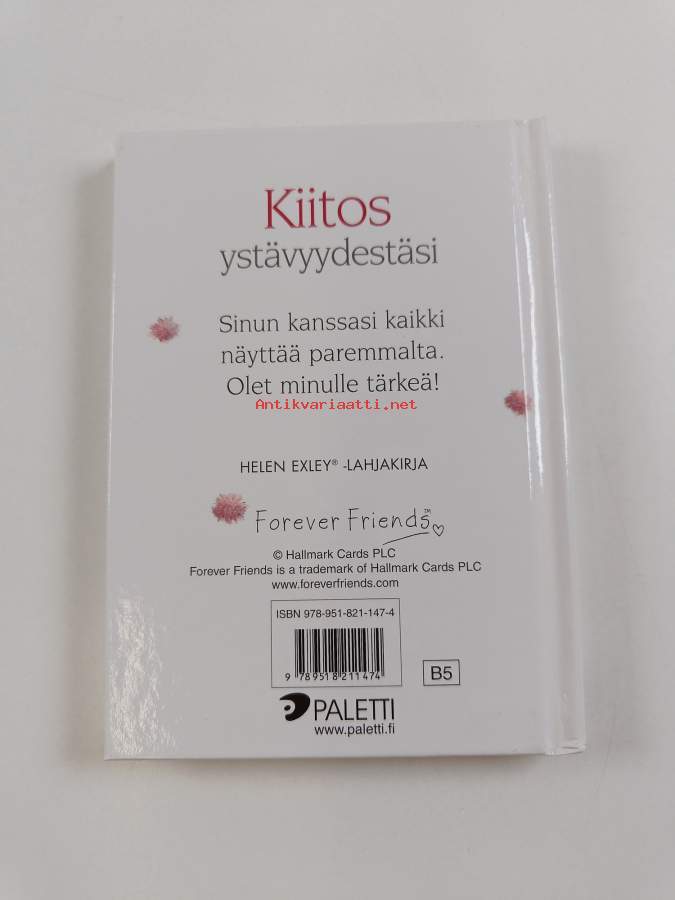 Kiitos
ystävyydestäsi
Sinun kanssasi kaikki
näyttää paremmalta.
Olet minulle tärkeä!
Antikvariaatti.net
HELEN EXLEY® -LAHJAKIRJA
Forever Friends™
© Hallmark Cards PLC
Forever Friends is a trademark of Hallmark Cards PLC
www.foreverfriends.com
ISBN 978-951-821-147-4
9 789518 211474
B5
PALETTI
www.paletti.fi